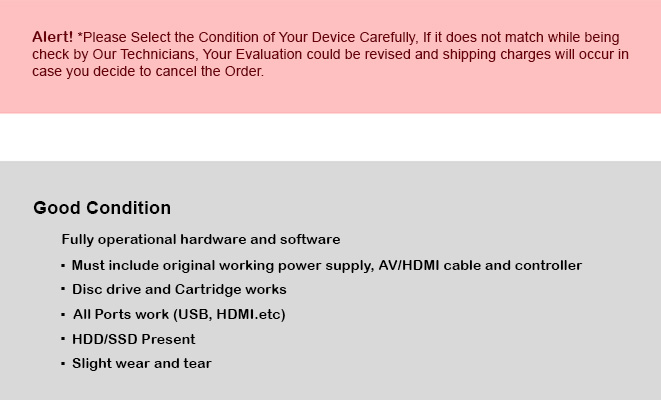 Alert! *Please Select the Condition of Your Device Carefully, If it does not match while being
check by Our Technicians, Your Evaluation could be revised and shipping charges will occur in
case you decide to cancel the Order.
Good Condition
Fully operational hardware and software
▪ Must include original working power supply, AV/HDMI cable and controller
▪ Disc drive and Cartridge works
▪ All Ports work (USB, HDMI.etc)
▪ HDD/SSD Present
▪ Slight wear and tear